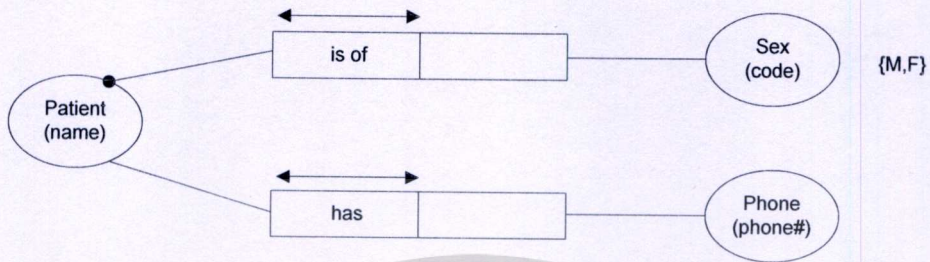 is of
Sex
(code)
{M,F}
Patient
(name)
has
Phone
(phone#)